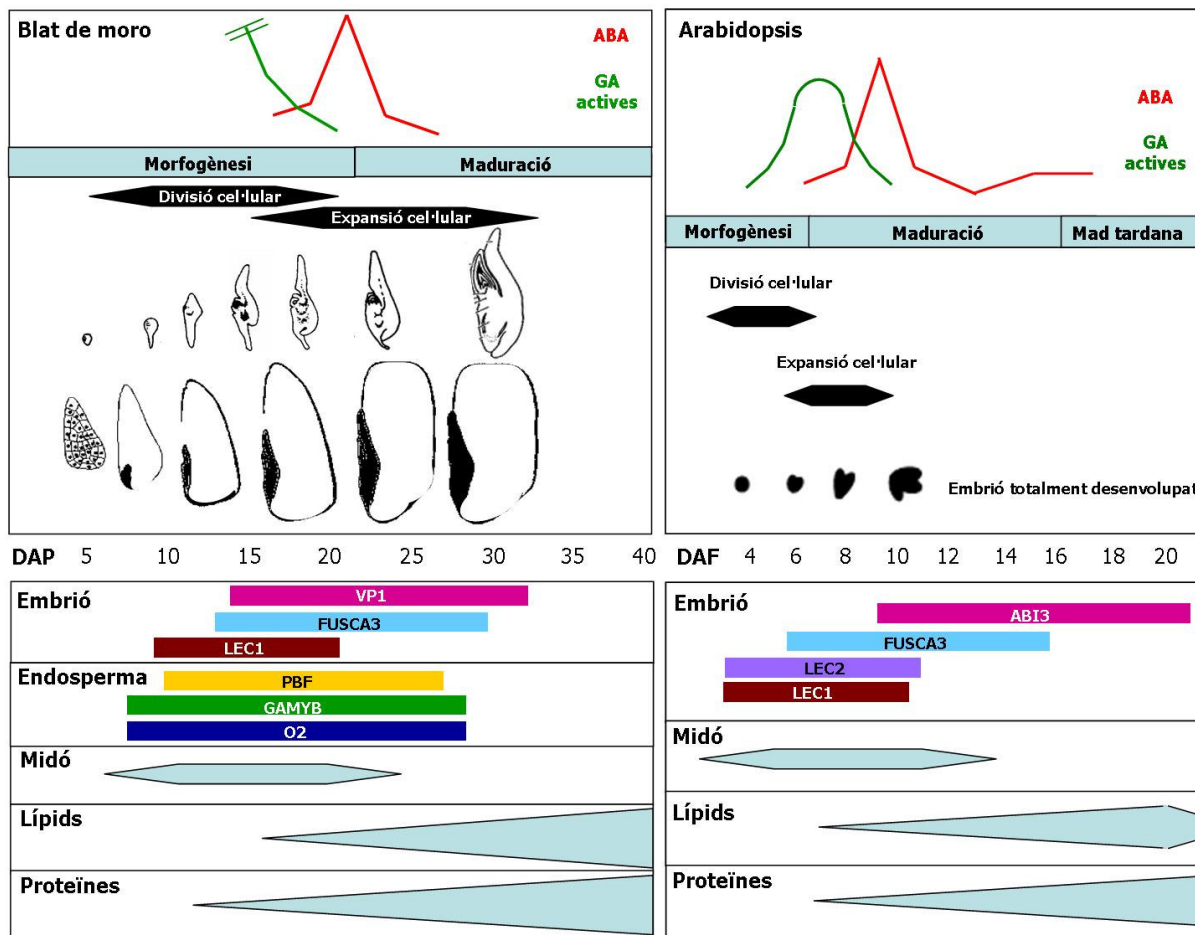 Blat de moro
ABA
GA
actives
Morfogènesi
Maduració
Divisió cel·lular
Expansió cel·lular
DAP 5 10 15 20 25 30 35 40
Embrió
VP1
FUSCA3
LEC1
Endosperma
PBF
GAMYB
O2
Midó
Lípids
Proteïnes
Arabidopsis
ABA
GA
actives
Morfogènesi
Maduració
Mad tardana
Divisió cel·lular
Expansió cel·lular
Embrió totalment desenvolupat
DAF 4 6 8 10 12 14 16 20
Embrió
ABI3
FUSCA3
LEC2
LEC1
Midó
Lípids
Proteïnes